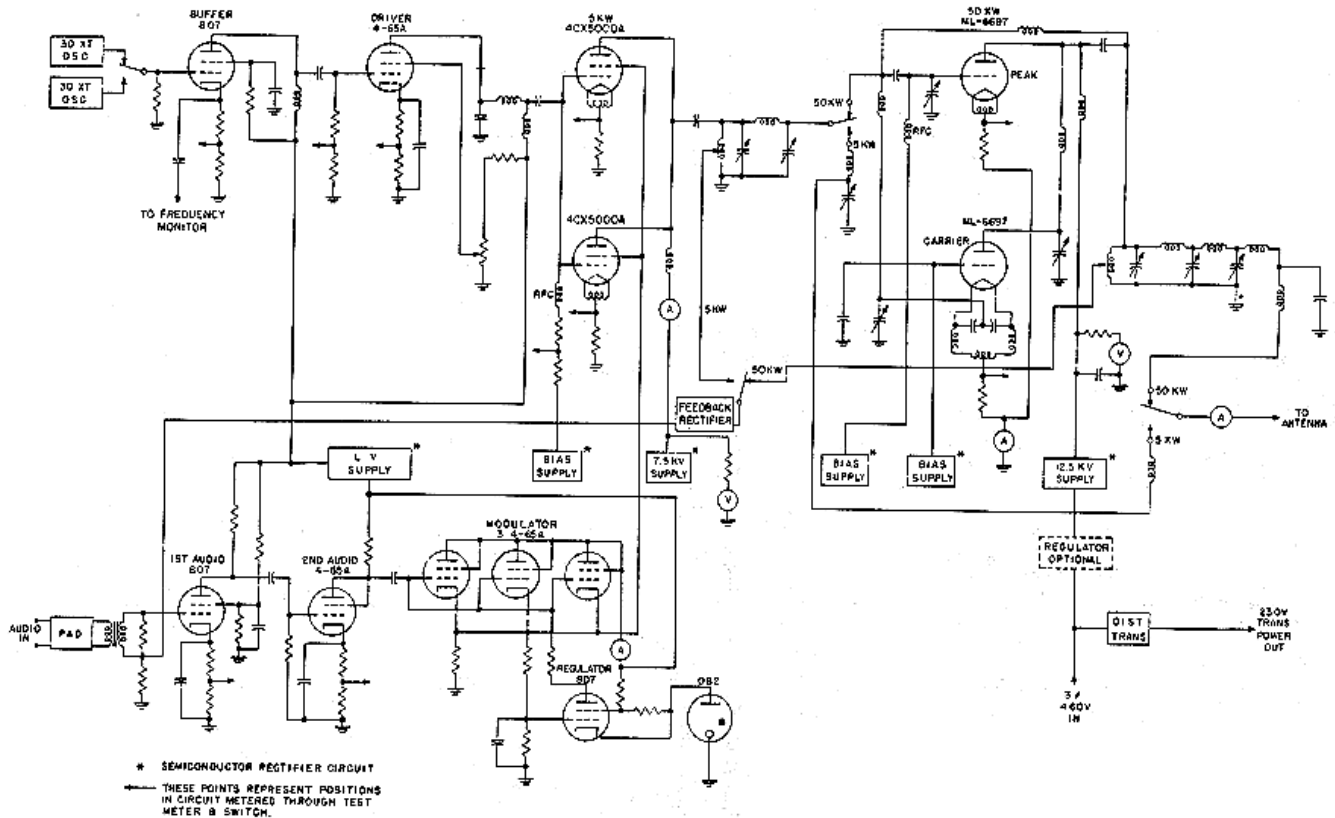 BUFFER
807
DRIVER
4-65A
5KW
4CX5000A
50 KW
ML-6697
30 XT
OSC
30 XT
OSC
PEAK
50KW
5KW
RFC
TO FREQUENCY
MONITOR
4CX5000A
ML-6697
CARRIER
RFC
A
5KW
V
50KW
FEEDBACK
RECTIFIER
50 KW
A
TO
ANTENNA
5 KW
A
L V
SUPPLY
*
BIAS
SUPPLY
*
7.5 KV
SUPPLY
*
BIAS
SUPPLY
*
BIAS
SUPPLY
*
12.5 KV
SUPPLY
*
V
MODULATOR
3 4-65A
REGULATOR
OPTIONAL
1ST AUDIO
807
2ND AUDIO
4-65A
AUDIO
IN
PAD
A
DIST
TRANS
230V
TRANS
POWER
OUT
REGULATOR
807
OB2
3 ø
460V
IN
* SEMICONDUCTOR RECTIFIER CIRCUIT
THESE POINTS REPRESENT POSITIONS
IN CIRCUIT METERED THROUGH TEST
METER & SWITCH.